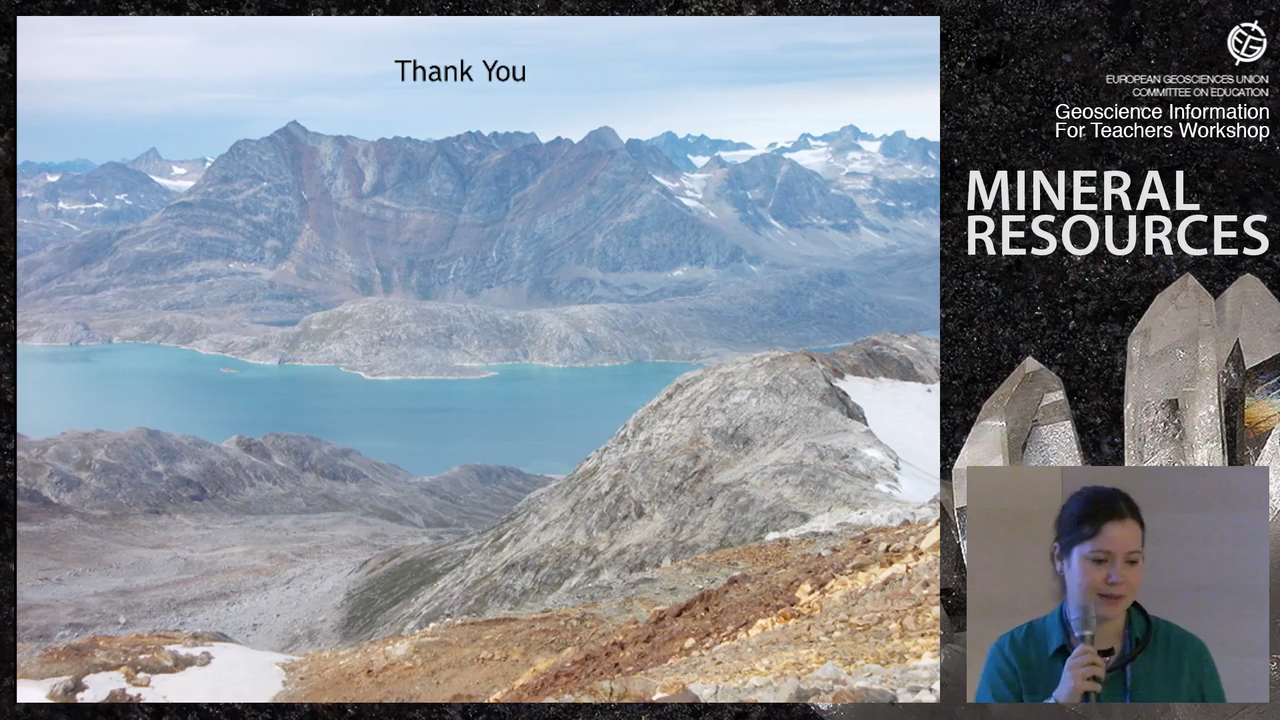 Thank You
EUROPEAN GEOSCIENCES UNION
COMMITTEE ON EDUCATION
Geoscience Information
For Teachers Workshop
MINERAL
RESOURCES